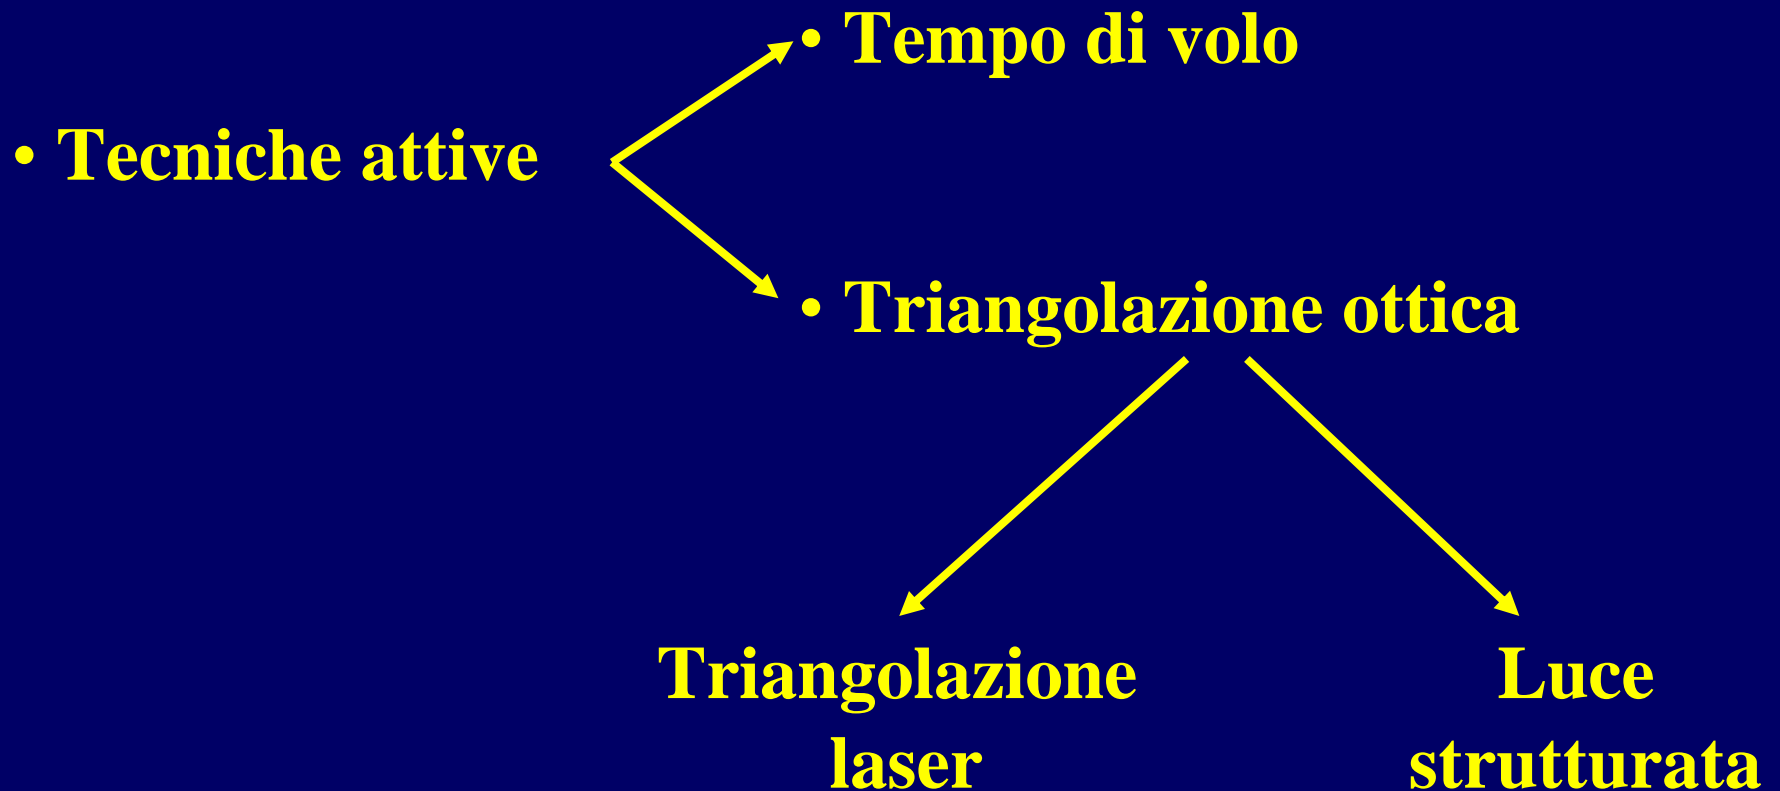 • Tempo di volo
• Tecniche attive
• Triangolazione ottica
Triangolazione
laser
Luce
strutturata